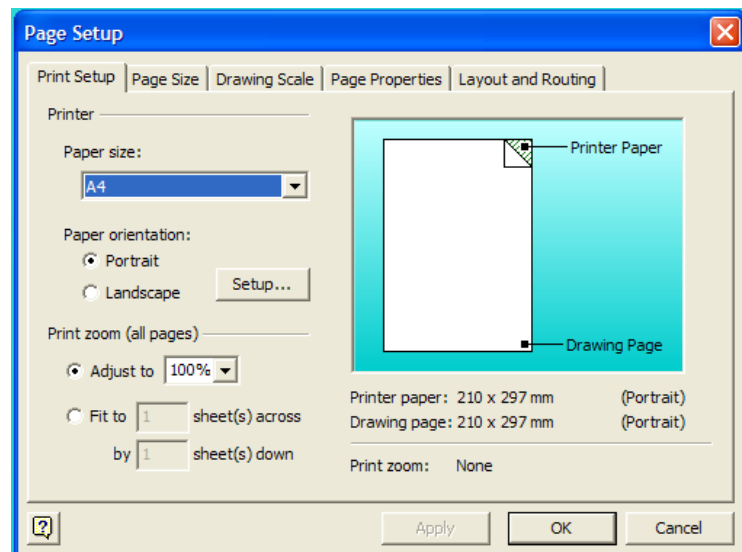 Page Setup
Print Setup Page Size Drawing Scale Page Properties Layout and Routing
Printer
Paper size:
A4
Paper orientation:
Portrait
Landscape
Setup...
Print zoom (all pages)
Adjust to 100%
Fit to 1 sheet(s) across
by 1 sheet(s) down
Printer Paper
Drawing Page
Printer paper: 210 x 297 mm (Portrait)
Drawing page: 210 x 297 mm (Portrait)
Print zoom: None
? Apply OK Cancel